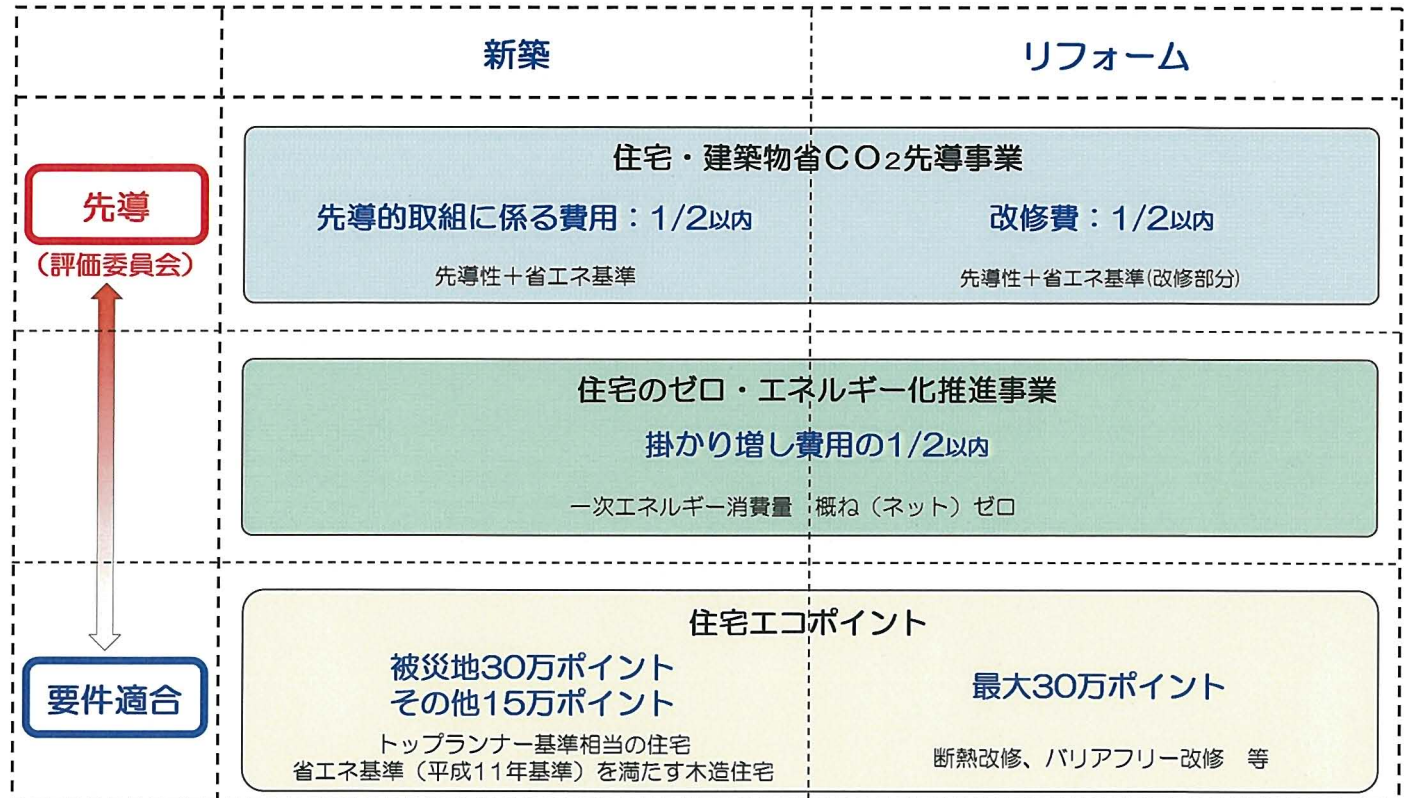 新築
リフォーム
先導
（評価委員会）
住宅・建築物省CO2先導事業
先導的取組に係る費用：1/2以内
改修費：1/2以内
先導性＋省エネ基準
先導性＋省エネ基準(改修部分)
住宅のゼロ・エネルギー化推進事業
掛かり増し費用の1/2以内
一次エネルギー消費量　概ね（ネット）ゼロ
要件適合
住宅エコポイント
被災地30万ポイント
その他15万ポイント
最大30万ポイント
トップランナー基準相当の住宅
省エネ基準（平成11年基準）を満たす木造住宅
断熱改修、バリアフリー改修　等